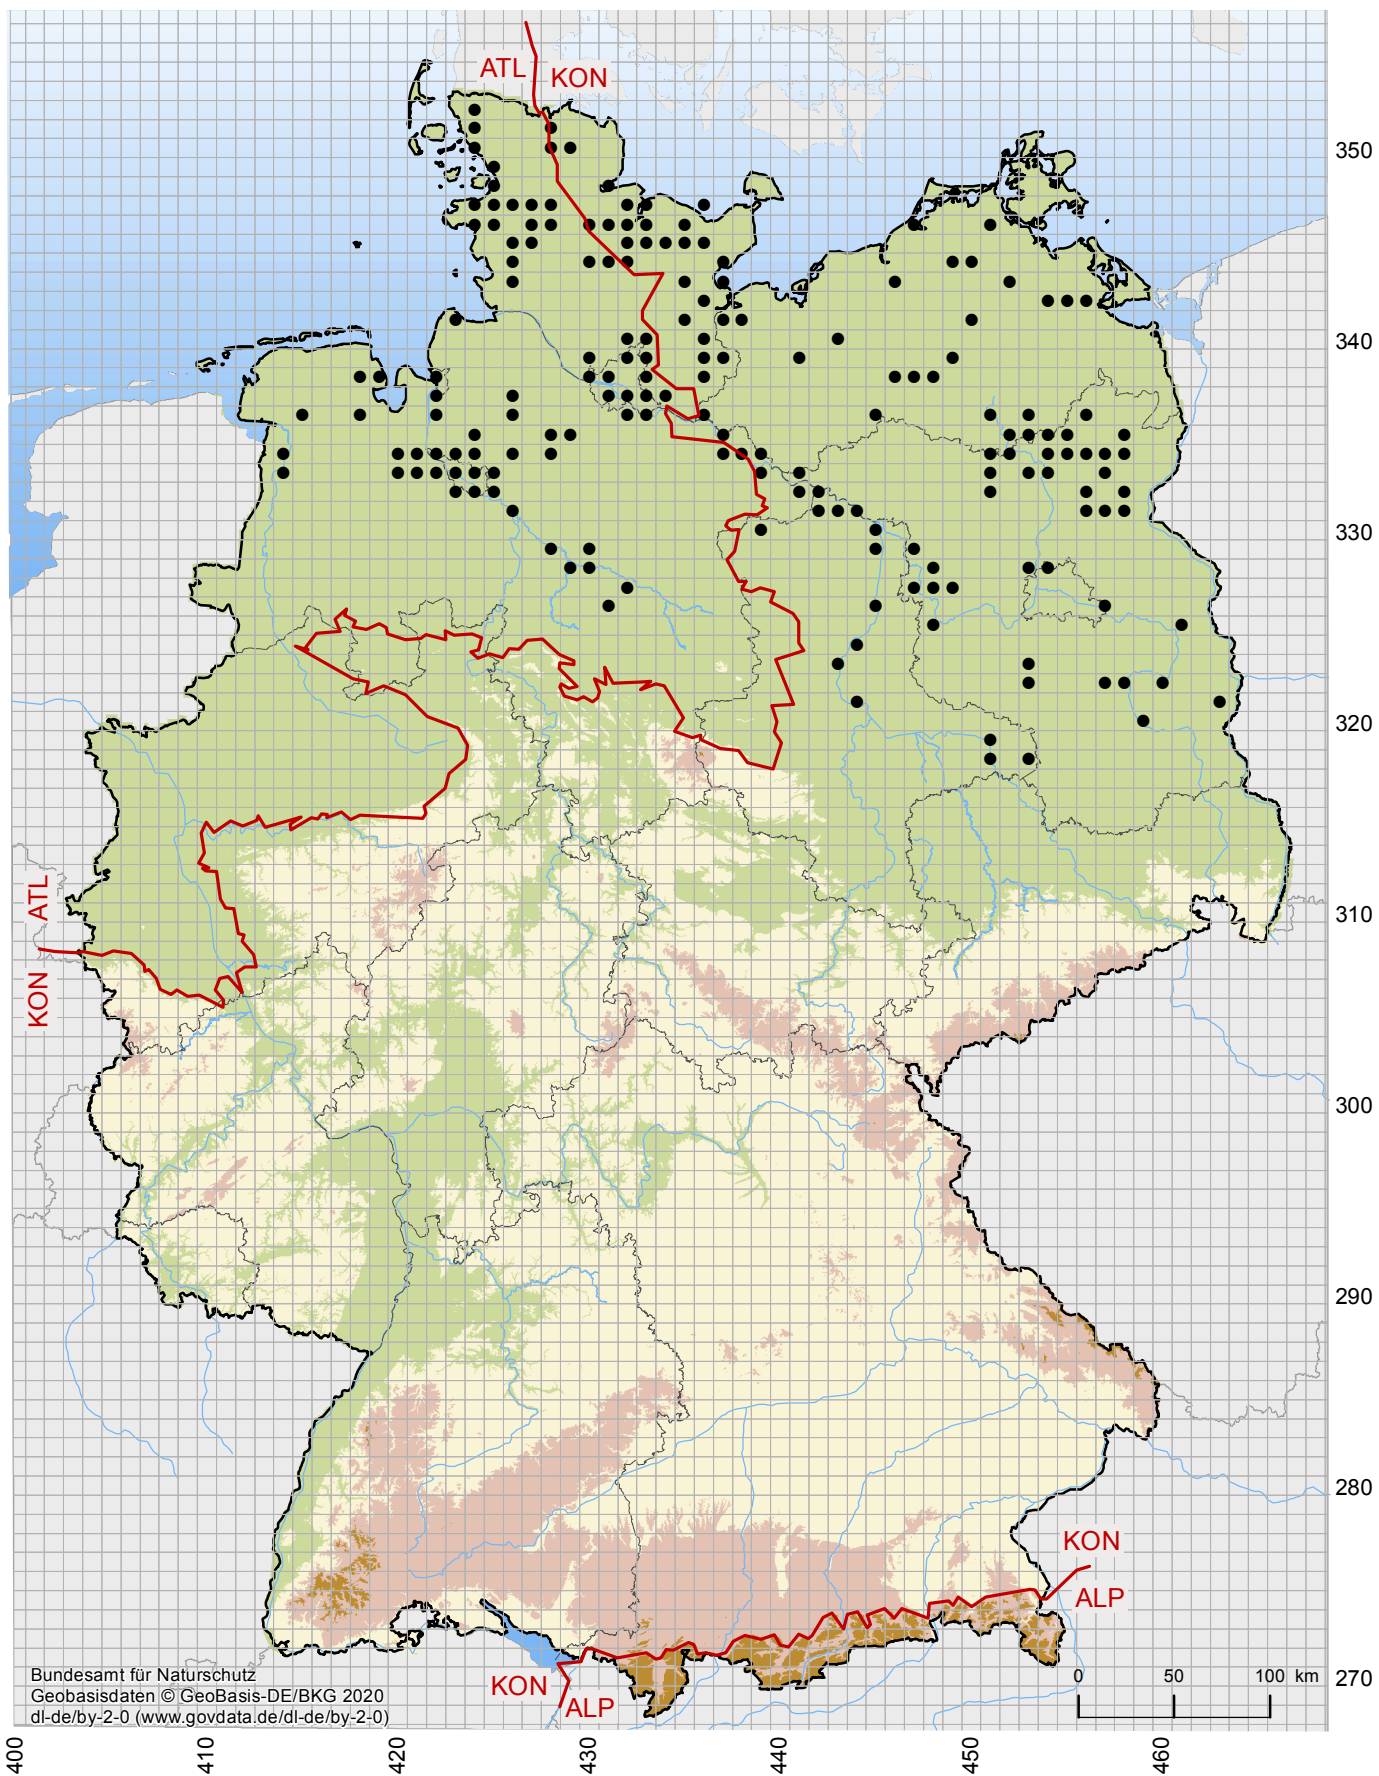 ATL
KON
350
340
330
320
ATL
310
KON
300
290
280
KON
ALP
Bundesamt für Naturschutz
Geobasisdaten © GeoBasis-DE/BKG 2020
dl-de/by-2-0 (www.govdata.de/dl-de/by-2-0)
KON
ALP
0 50 100 km
270
400 410 420 430 440 450 460